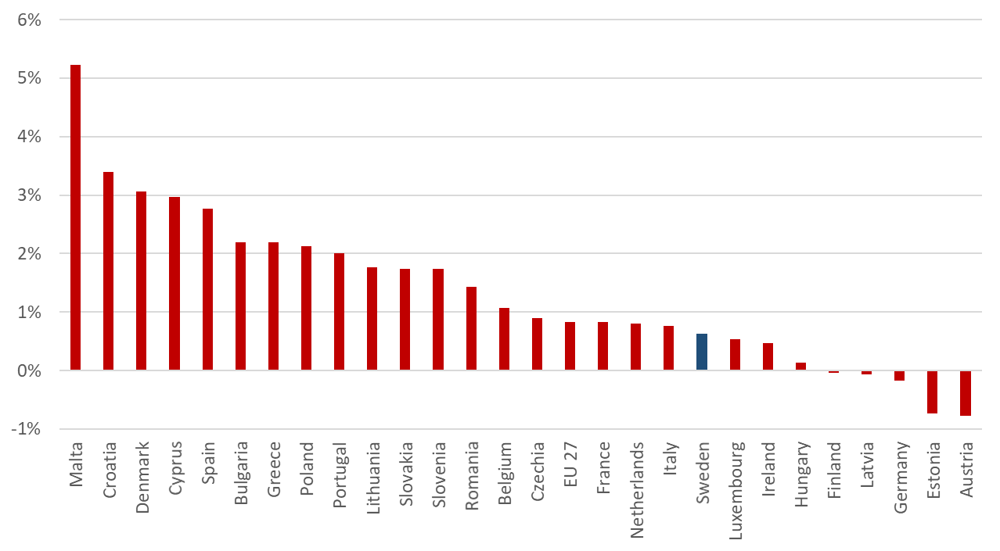 6%
5%
4%
3%
2%
1%
0%
-1%
Malta
Croatia
Denmark
Cyprus
Spain
Bulgaria
Greece
Poland
Portugal
Lithuania
Slovakia
Slovenia
Romania
Belgium
Czechia
EU 27
France
Netherlands
Italy
Sweden
Luxembourg
Ireland
Hungary
Finland
Latvia
Germany
Estonia
Austria